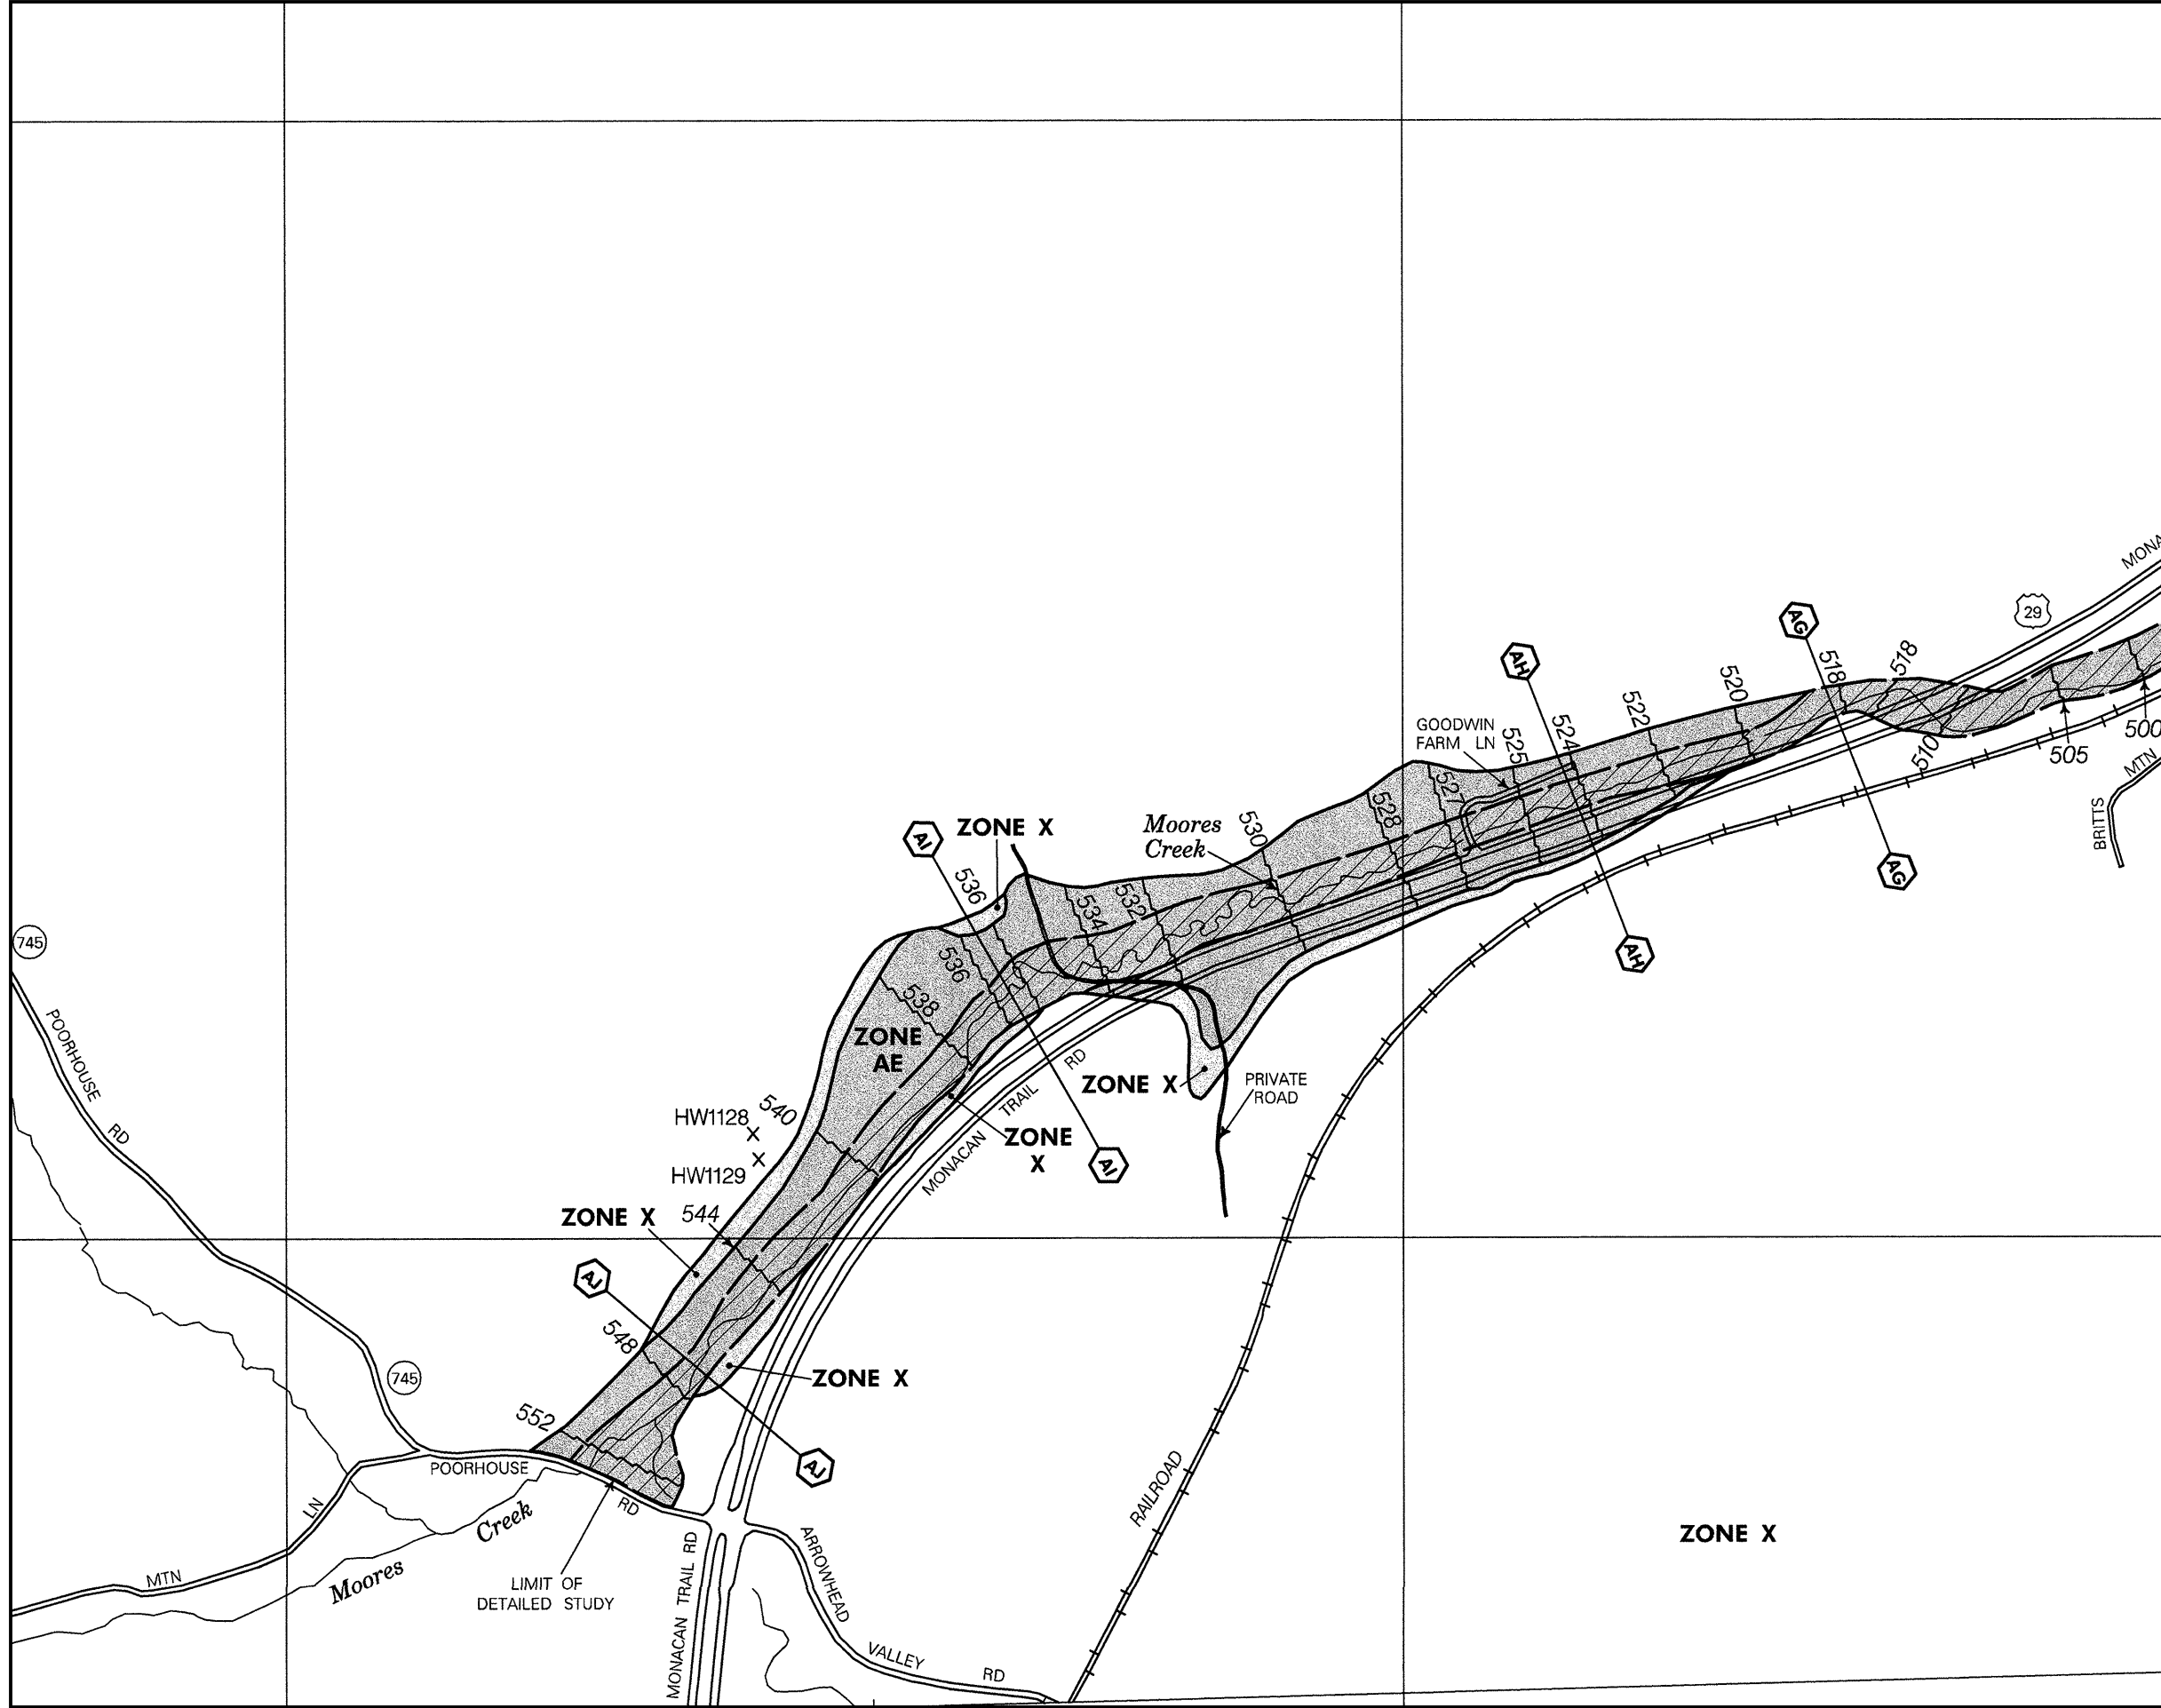 MONA
29
AG
518
518
AH
520
522
524
GOODWIN
FARM LN
525
510
505
500
MTN
BRITTS
527
528
530
Moores
Creek
ZONE X
AI
536
532
534
536
538
AG
AH
745
POORHOUSE
RD
ZONE
AE
ZONE X
PRIVATE
ROAD
HW1128
540
HW1129
ZONE
X
MONACAN
TRAIL
RD
AI
ZONE X
544
AJ
548
ZONE X
745
552
POORHOUSE
RD
AJ
Moores
Creek
LN
MTN
LIMIT OF
DETAILED STUDY
MONACAN TRAIL RD
ARROWHEAD
VALLEY
RD
RAILROAD
ZONE X